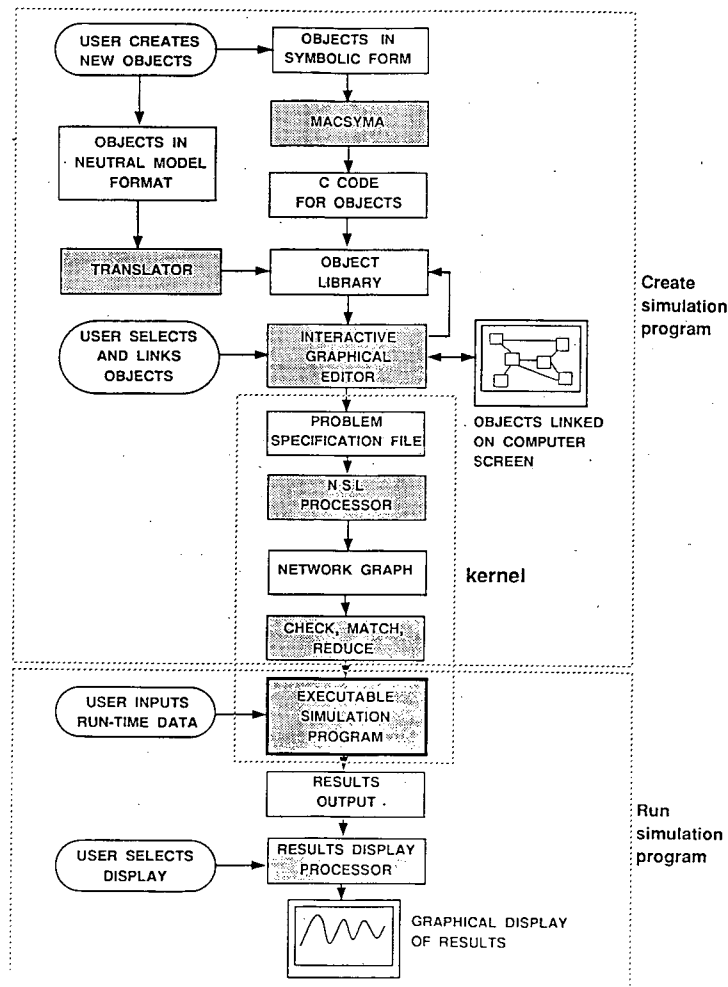 USER CREATES
NEW OBJECTS
OBJECTS IN
SYMBOLIC FORM
MACSYMA
OBJECTS IN
NEUTRAL MODEL
FORMAT
C CODE
FOR OBJECTS
TRANSLATOR
OBJECT
LIBRARY
Create
simulation
program
USER SELECTS
AND LINKS
OBJECTS
INTERACTIVE
GRAPHICAL
EDITOR
OBJECTS LINKED
ON COMPUTER
SCREEN
PROBLEM
SPECIFICATION FILE
N S L
PROCESSOR
NETWORK GRAPH
kernel
CHECK, MATCH,
REDUCE
USER INPUTS
RUN-TIME DATA
EXECUTABLE
SIMULATION
PROGRAM
RESULTS
OUTPUT
Run
simulation
program
USER SELECTS
DISPLAY
RESULTS DISPLAY
PROCESSOR
GRAPHICAL DISPLAY
OF RESULTS